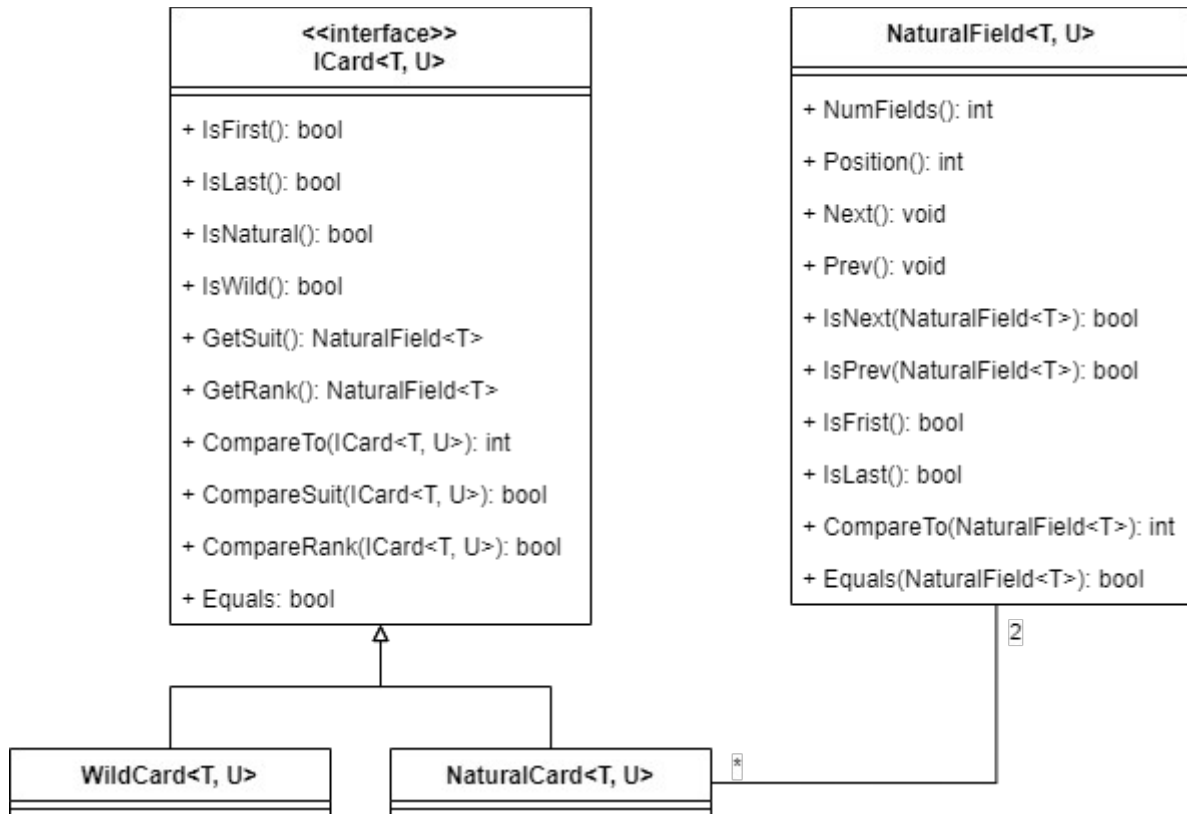 <<interface>>
ICard<T, U>
+ IsFirst(): bool
+ IsLast(): bool
+ IsNatural(): bool
+ IsWild(): bool
+ GetSuit(): NaturalField<T>
+ GetRank(): NaturalField<T>
+ CompareTo(ICard<T, U>): int
+ CompareSuit(ICard<T, U>): bool
+ CompareRank(ICard<T, U>): bool
+ Equals: bool
NaturalField<T, U>
+ NumFields(): int
+ Position(): int
+ Next(): void
+ Prev(): void
+ IsNext(NaturalField<T>): bool
+ IsPrev(NaturalField<T>): bool
+ IsFrist(): bool
+ IsLast(): bool
+ CompareTo(NaturalField<T>): int
+ Equals(NaturalField<T>): bool
2
WildCard<T, U>
NaturalCard<T, U>
*